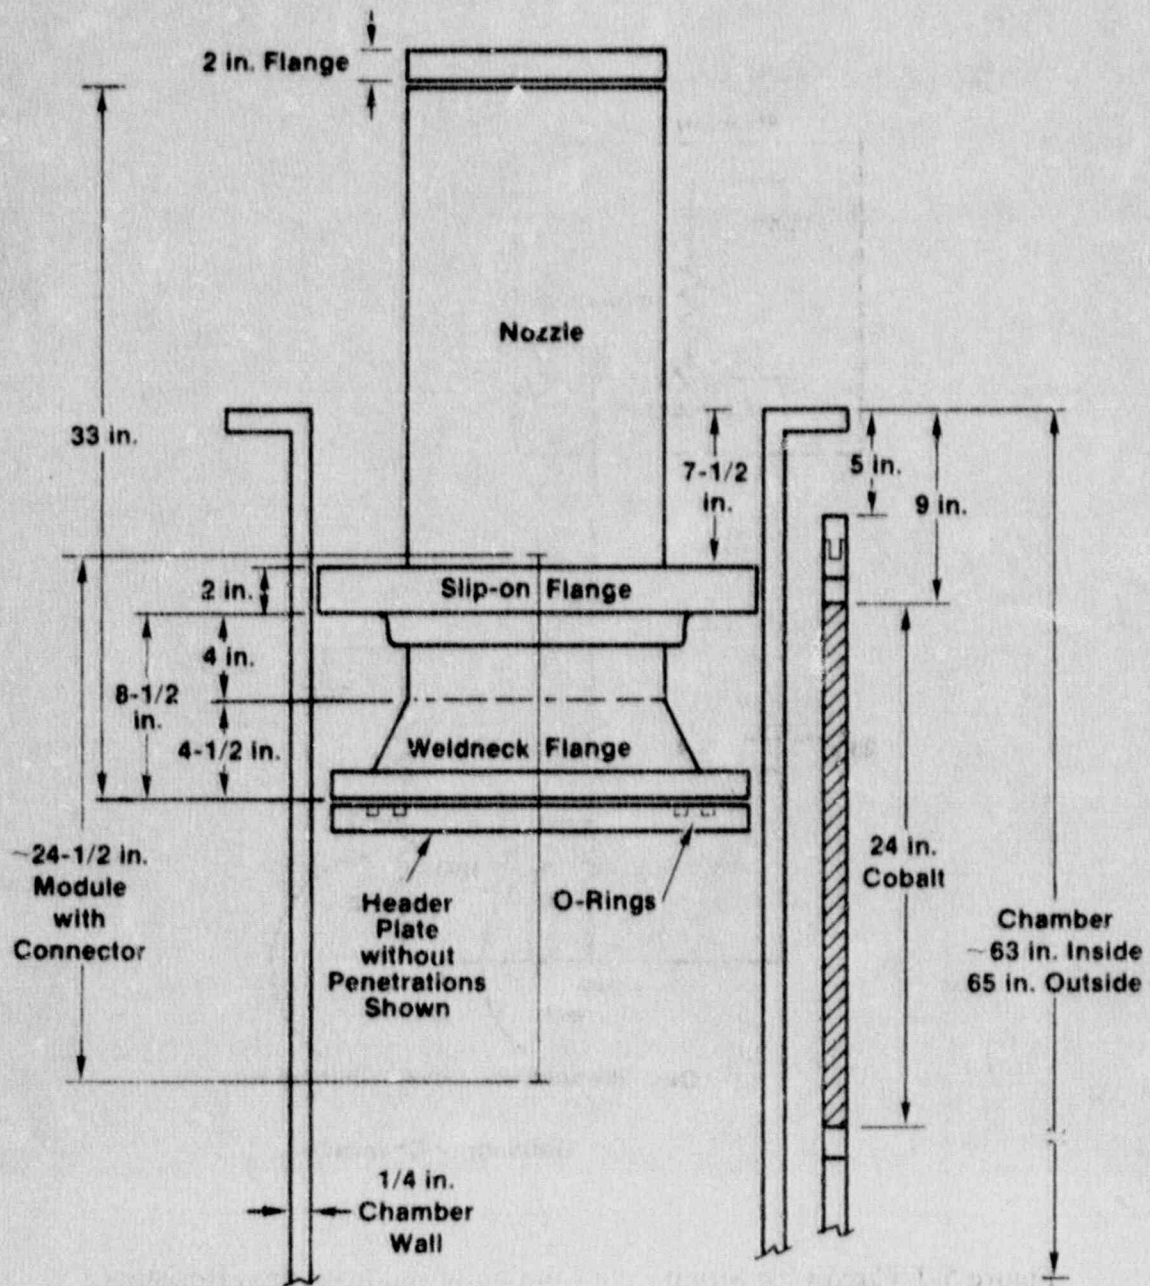 2 in. Flange
Nozzle
33 in.
7-1/2
in.
5 in.
9 in.
2 in.
Slip-on Flange
4 in.
8-1/2
in.
4-1/2 in.
Weldneck Flange
~24-1/2 in.
Module
with
Connector
Header
Plate
without
Penetrations
Shown
O-Rings
24 in.
Cobalt
Chamber
~63 in. Inside
65 in. Outside
1/4 in.
Chamber
Wall